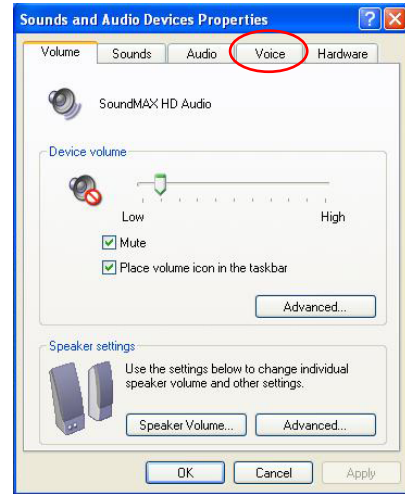 Sounds and Audio Devices Properties
Volume Sounds Audio Voice Hardware
SoundMAX HD Audio
Device volume
Low High
Mute
Place volume icon in the taskbar
Advanced...
Speaker settings
Use the settings below to change individual
speaker volume and other settings.
Speaker Volume... Advanced...
OK Cancel Apply